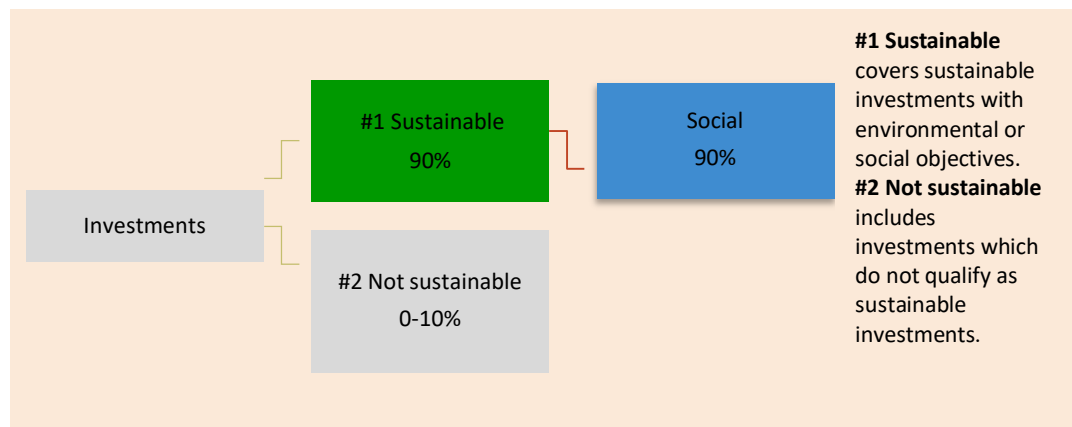 Investments
#1 Sustainable
90%
Social
90%
#2 Not sustainable
0-10%
#1 Sustainable
covers sustainable
investments with
environmental or
social objectives.
#2 Not sustainable
includes
investments which
do not qualify as
sustainable
investments.